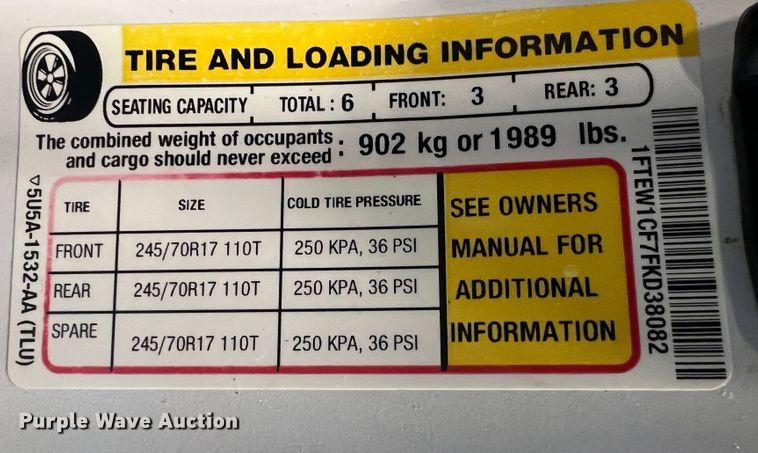 TIRE AND LOADING INFORMATION
SEATING CAPACITY TOTAL : 6 FRONT: 3 REAR: 3
The combined weight of occupants
and cargo should never exceed : 902 kg or 1989 lbs.
TIRE SIZE COLD TIRE PRESSURE
FRONT 245/70R17 110T 250 KPA, 36 PSI
REAR 245/70R17 110T 250 KPA, 36 PSI
SPARE 245/70R17 110T 250 KPA, 36 PSI
SEE OWNERS
MANUAL FOR
ADDITIONAL
INFORMATION
▽5U5A-1532-AA (TLU)
1FTEW1CF7FKD38082
Purple Wave Auction